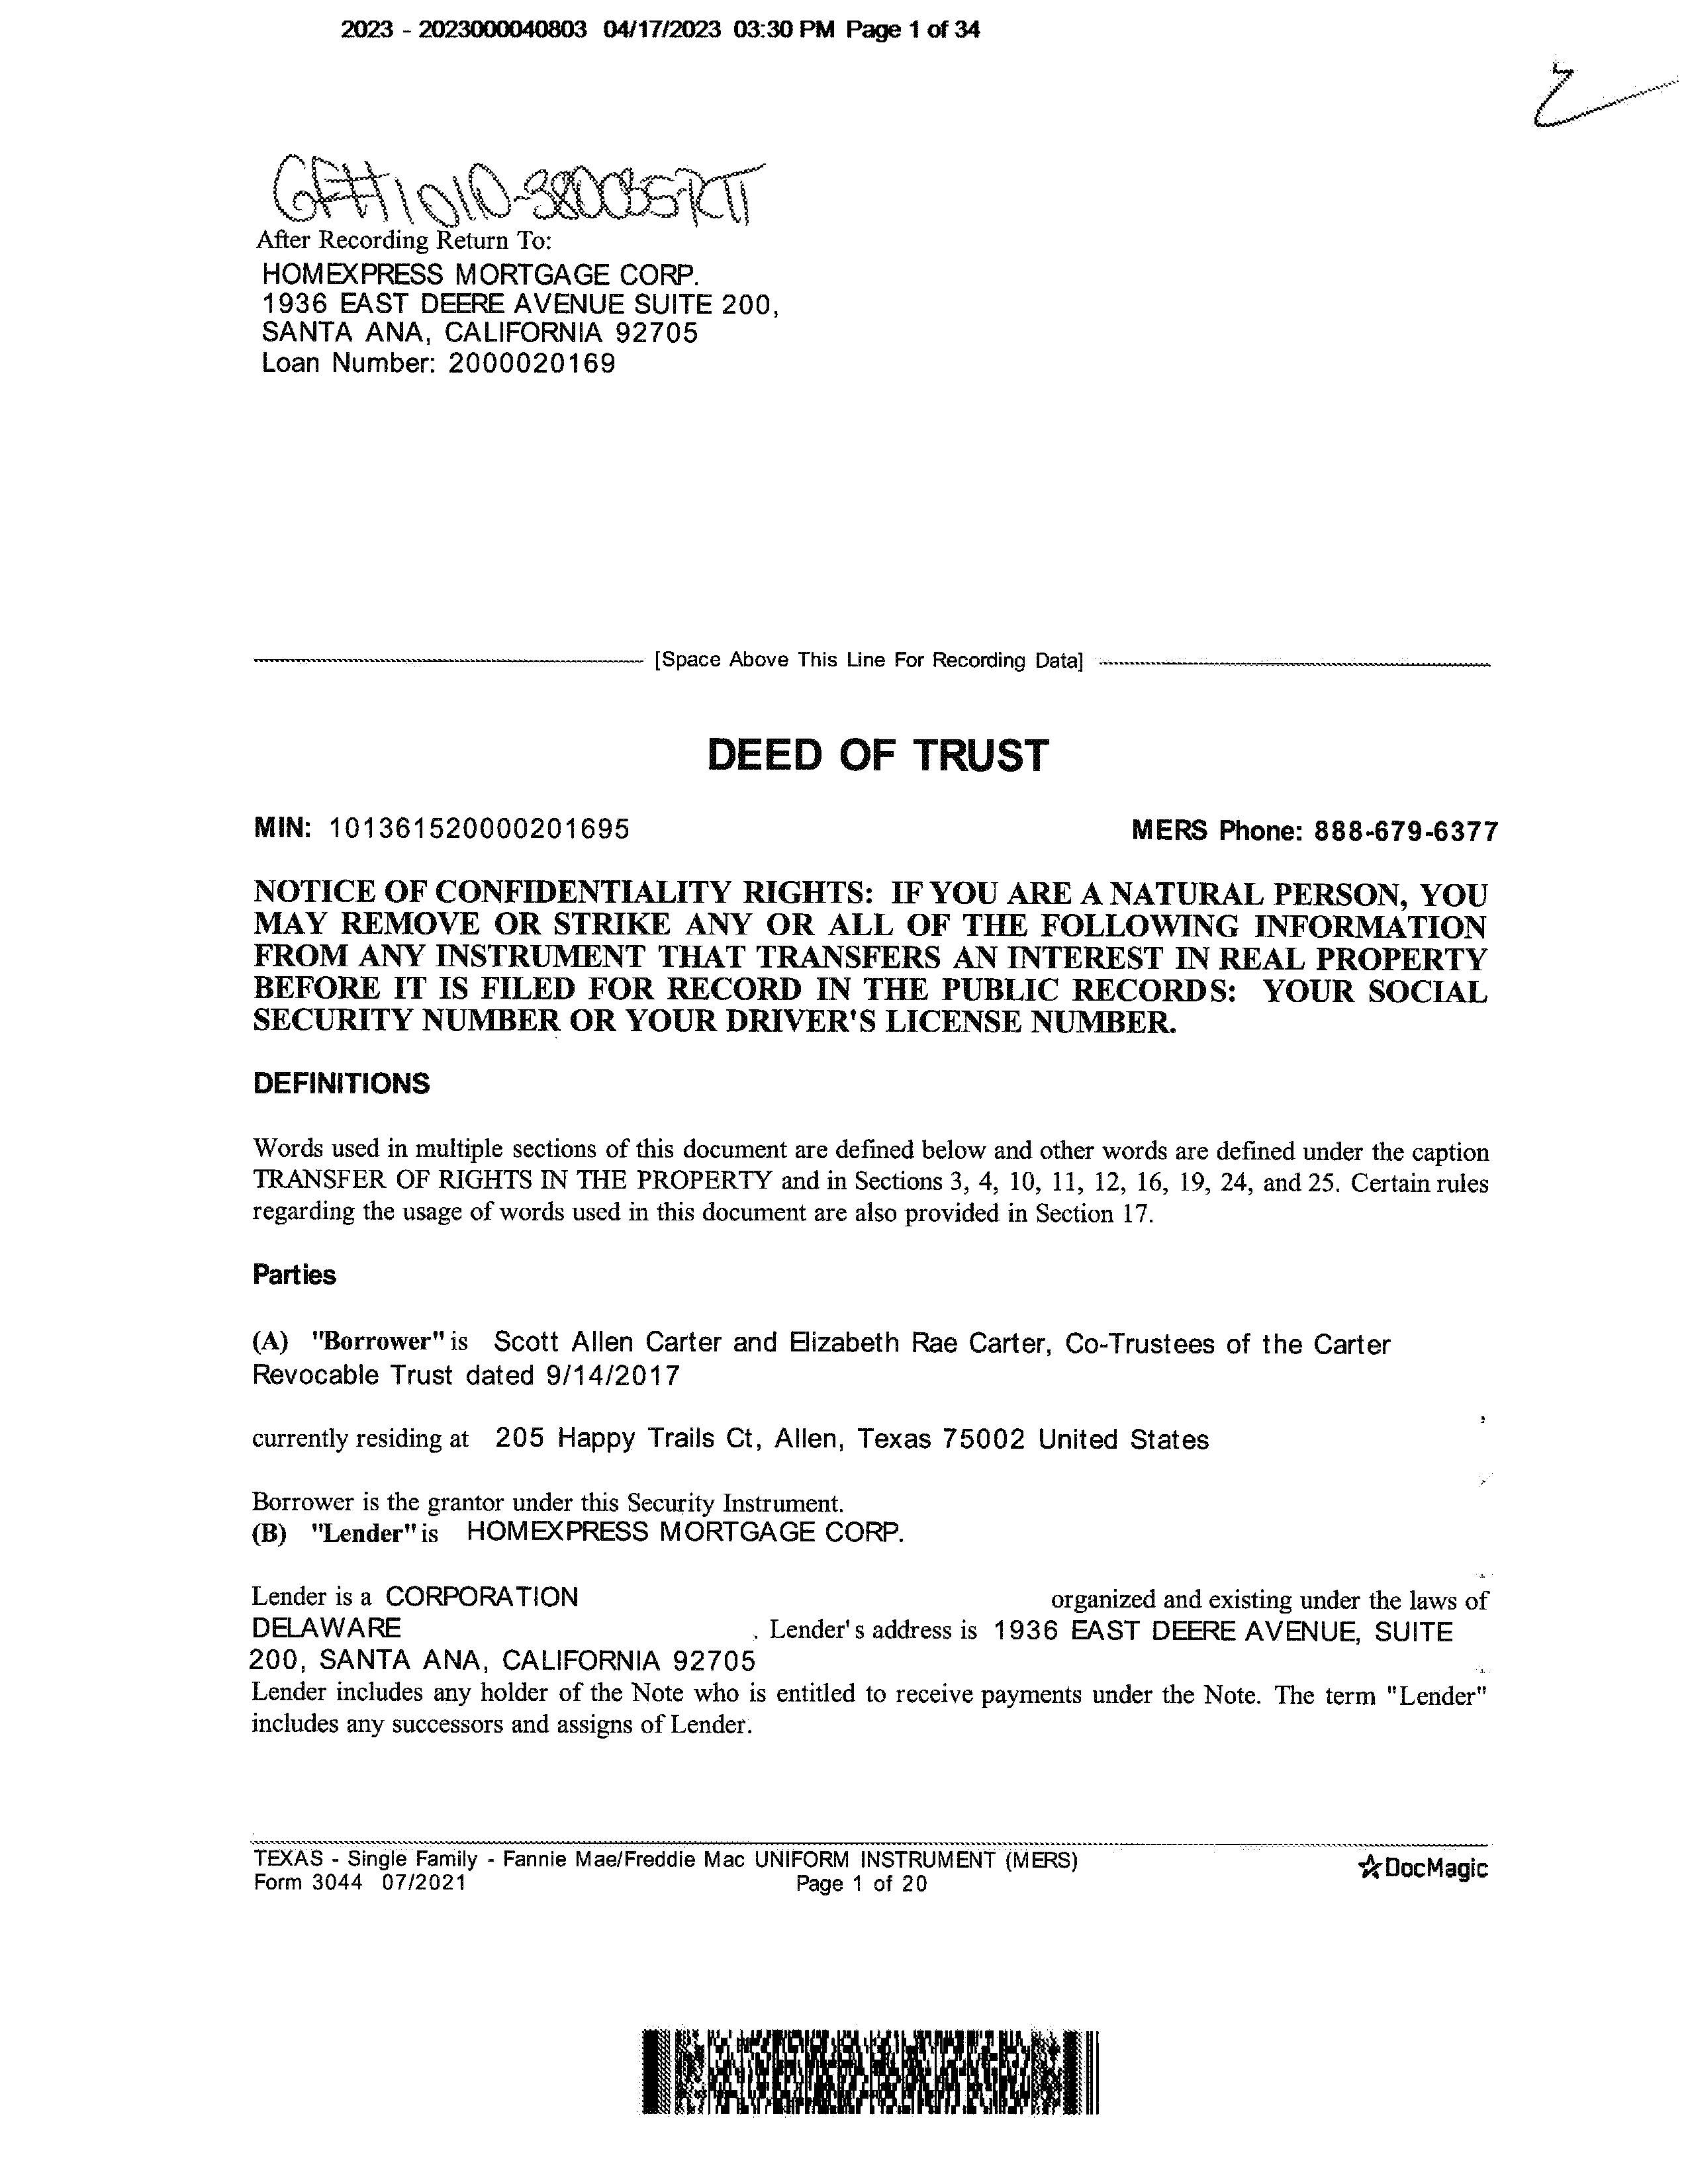 2023 - 2023000040803 04/17/2023 03:30 PM Page 1 of 34
After Recording Return To:
HOMEXPRESS MORTGAGE CORP.
1936 EAST DEERE AVENUE SUITE 200,
SANTA ANA, CALIFORNIA 92705
Loan Number: 2000020169
[Space Above This Line For Recording Data]
DEED OF TRUST
MIN: 101361520000201695 MERS Phone: 888-679-6377
NOTICE OF CONFIDENTIALITY RIGHTS: IF YOU ARE A NATURAL PERSON, YOU
MAY REMOVE OR STRIKE ANY OR ALL OF THE FOLLOWING INFORMATION
FROM ANY INSTRUMENT THAT TRANSFERS AN INTEREST IN REAL PROPERTY
BEFORE IT IS FILED FOR RECORD IN THE PUBLIC RECORDS: YOUR SOCIAL
SECURITY NUMBER OR YOUR DRIVER'S LICENSE NUMBER.
DEFINITIONS
Words used in multiple sections of this document are defined below and other words are defined under the caption
TRANSFER OF RIGHTS IN THE PROPERTY and in Sections 3, 4, 10, 11, 12, 16, 19, 24, and 25. Certain rules
regarding the usage of words used in this document are also provided in Section 17.
Parties
(A) "Borrower" is Scott Allen Carter and Elizabeth Rae Carter, Co-Trustees of the Carter
Revocable Trust dated 9/14/2017
currently residing at 205 Happy Trails Ct, Allen, Texas 75002 United States
Borrower is the grantor under this Security Instrument.
(B) "Lender" is HOMEXPRESS MORTGAGE CORP.
Lender is a CORPORATION organized and existing under the laws of
DELAWARE . Lender's address is 1936 EAST DEERE AVENUE, SUITE
200, SANTA ANA, CALIFORNIA 92705
Lender includes any holder of the Note who is entitled to receive payments under the Note. The term "Lender"
includes any successors and assigns of Lender.
TEXAS - Single Family - Fannie Mae/Freddie Mac UNIFORM INSTRUMENT (MERS)
Form 3044 07/2021 Page 1 of 20
DocMagic